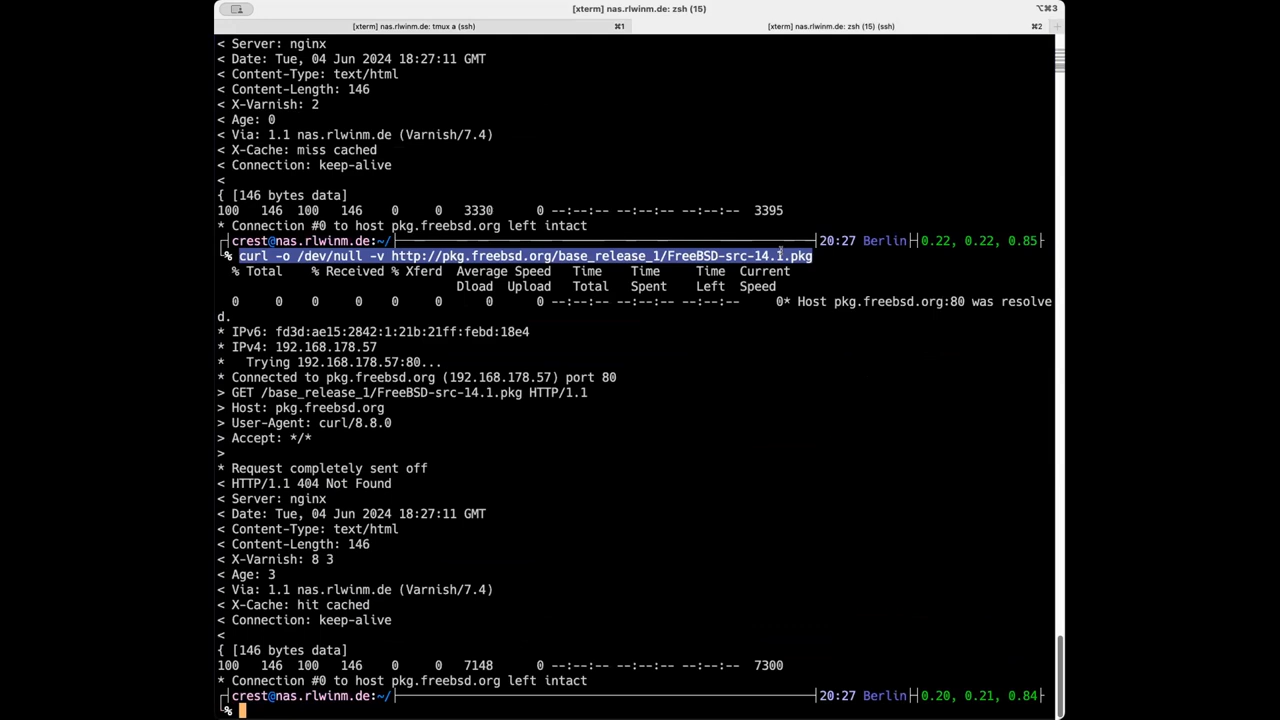 [xterm] nas.rlwinm.de: zsh (15)
⌥⌘3
[xterm] nas.rlwinm.de: tmux a (ssh) ⌘1 [xterm] nas.rlwinm.de: zsh (15) (ssh) ⌘2 +
< Server: nginx
< Date: Tue, 04 Jun 2024 18:27:11 GMT
< Content-Type: text/html
< Content-Length: 146
< X-Varnish: 2
< Age: 0
< Via: 1.1 nas.rlwinm.de (Varnish/7.4)
< X-Cache: miss cached
< Connection: keep-alive
<
{ [146 bytes data]
100   146  100   146    0     0   3330      0 --:--:-- --:--:-- --:--:--  3395
* Connection #0 to host pkg.freebsd.org left intact
crest@nas.rlwinm.de:~/ 20:27 Berlin 0.22, 0.22, 0.85
% curl -o /dev/null -v http://pkg.freebsd.org/base_release_1/FreeBSD-src-14.1.pkg
% Total    % Received % Xferd  Average Speed   Time    Time     Time  Current
Dload  Upload   Total   Spent    Left  Speed
0     0    0     0    0     0      0      0 --:--:-- --:--:-- --:--:--     0* Host pkg.freebsd.org:80 was resolve
d.
* IPv6: fd3d:ae15:2842:1:21b:21ff:febd:18e4
* IPv4: 192.168.178.57
*   Trying 192.168.178.57:80...
* Connected to pkg.freebsd.org (192.168.178.57) port 80
> GET /base_release_1/FreeBSD-src-14.1.pkg HTTP/1.1
> Host: pkg.freebsd.org
> User-Agent: curl/8.8.0
> Accept: */*
>
* Request completely sent off
< HTTP/1.1 404 Not Found
< Server: nginx
< Date: Tue, 04 Jun 2024 18:27:11 GMT
< Content-Type: text/html
< Content-Length: 146
< X-Varnish: 8 3
< Age: 3
< Via: 1.1 nas.rlwinm.de (Varnish/7.4)
< X-Cache: hit cached
< Connection: keep-alive
<
{ [146 bytes data]
100   146  100   146    0     0   7148      0 --:--:-- --:--:-- --:--:--  7300
* Connection #0 to host pkg.freebsd.org left intact
crest@nas.rlwinm.de:~/ 20:27 Berlin 0.20, 0.21, 0.84
%